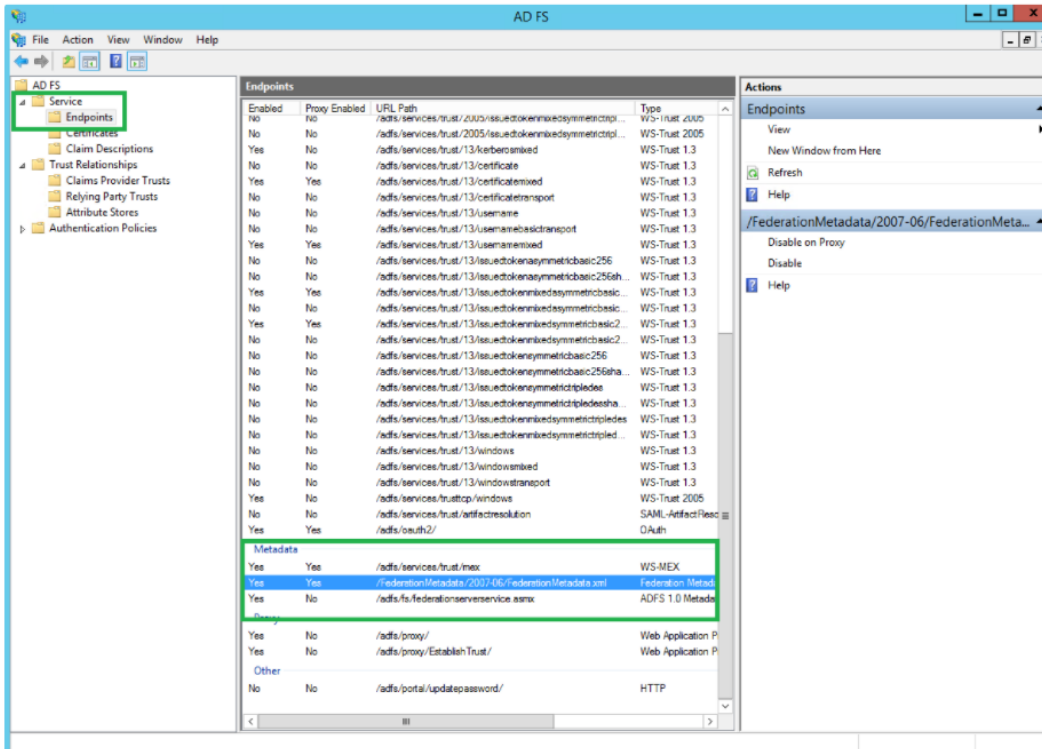 AD FS
File Action View Window Help
AD FS
Service
Endpoints
Certificates
Claim Descriptions
Trust Relationships
Claims Provider Trusts
Relying Party Trusts
Attribute Stores
Authentication Policies
Endpoints
Enabled Proxy Enabled URL Path Type
No No /adfs/services/trust/2005/issuedtokenmixedsymmetrictripl... WS-Trust 2005
No No /adfs/services/trust/2005/issuedtokenmixedsymmetrictripl... WS-Trust 2005
Yes No /adfs/services/trust/13/kerberosmixed WS-Trust 1.3
No No /adfs/services/trust/13/certificate WS-Trust 1.3
Yes Yes /adfs/services/trust/13/certificatemixed WS-Trust 1.3
No No /adfs/services/trust/13/certificatetransport WS-Trust 1.3
No No /adfs/services/trust/13/username WS-Trust 1.3
No No /adfs/services/trust/13/usernamebasictransport WS-Trust 1.3
Yes Yes /adfs/services/trust/13/usernamemixed WS-Trust 1.3
No No /adfs/services/trust/13/issuedtokenasymmetricbasic256 WS-Trust 1.3
No No /adfs/services/trust/13/issuedtokenasymmetricbasic256sh... WS-Trust 1.3
Yes Yes /adfs/services/trust/13/issuedtokenmixedasymmetricbasic... WS-Trust 1.3
No No /adfs/services/trust/13/issuedtokenmixedasymmetricbasic... WS-Trust 1.3
Yes Yes /adfs/services/trust/13/issuedtokenmixedsymmetricbasic2... WS-Trust 1.3
No No /adfs/services/trust/13/issuedtokenmixedsymmetricbasic2... WS-Trust 1.3
No No /adfs/services/trust/13/issuedtokensymmetricbasic256 WS-Trust 1.3
No No /adfs/services/trust/13/issuedtokensymmetricbasic256sha... WS-Trust 1.3
No No /adfs/services/trust/13/issuedtokensymmetrictripledes WS-Trust 1.3
No No /adfs/services/trust/13/issuedtokensymmetrictripledessha... WS-Trust 1.3
No No /adfs/services/trust/13/issuedtokenmixedsymmetrictripledes WS-Trust 1.3
No No /adfs/services/trust/13/issuedtokenmixedsymmetrictripled... WS-Trust 1.3
No No /adfs/services/trust/13/windows WS-Trust 1.3
No No /adfs/services/trust/13/windowsmixed WS-Trust 1.3
No No /adfs/services/trust/13/windowstransport WS-Trust 1.3
Yes No /adfs/services/trusttcp/windows WS-Trust 2005
No No /adfs/services/trust/artifactresolution SAML-ArtifactReso
Yes Yes /adfs/oauth2/ OAuth
Metadata
Yes Yes /adfs/services/trust/mex WS-MEX
Yes Yes /FederationMetadata/2007-06/FederationMetadata.xml Federation Metada
Yes No /adfs/fs/federationserverservice.asmx ADFS 1.0 Metada
Proxy
Yes No /adfs/proxy/ Web Application P
Yes No /adfs/proxy/EstablishTrust/ Web Application P
Other
No No /adfs/portal/updatepassword/ HTTP
Actions
Endpoints
View
New Window from Here
Refresh
Help
/FederationMetadata/2007-06/FederationMeta...
Disable on Proxy
Disable
Help